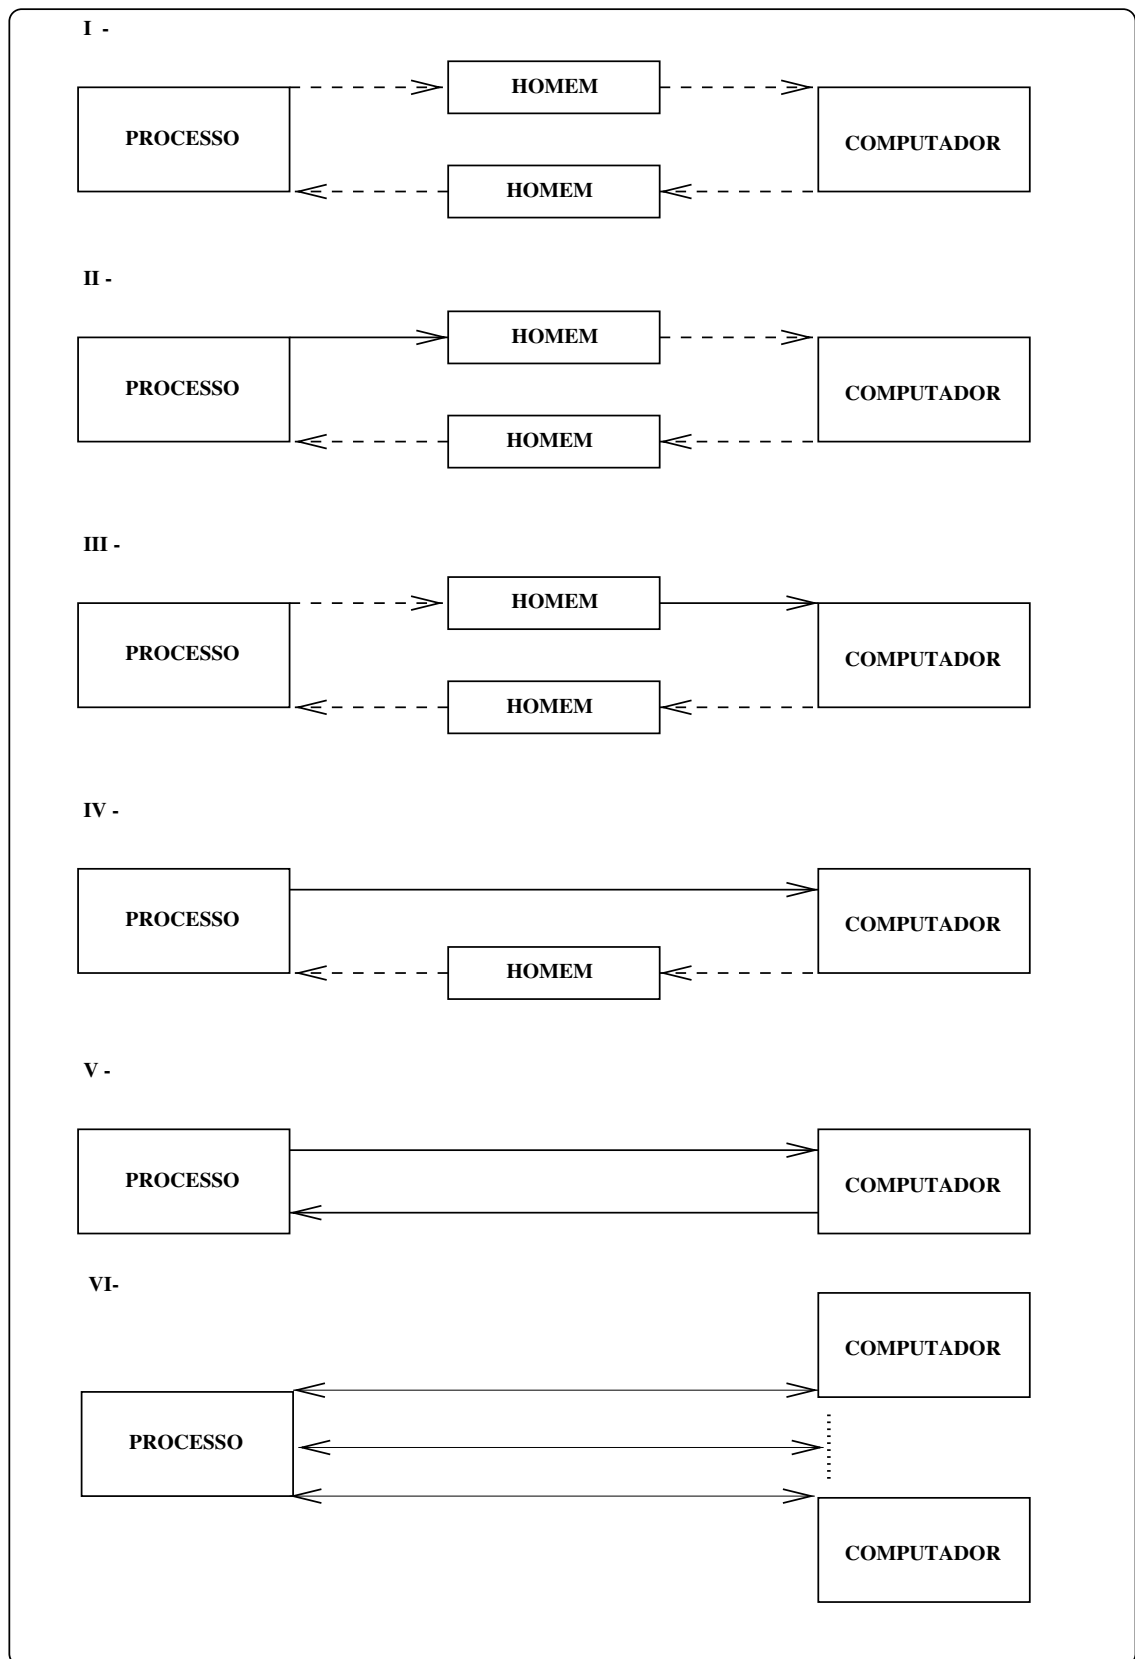 I -
HOMEM
PROCESSO
COMPUTADOR
HOMEM
II -
HOMEM
PROCESSO
COMPUTADOR
HOMEM
III -
HOMEM
PROCESSO
COMPUTADOR
HOMEM
IV -
PROCESSO
COMPUTADOR
HOMEM
V -
PROCESSO
COMPUTADOR
VI-
COMPUTADOR
PROCESSO
COMPUTADOR